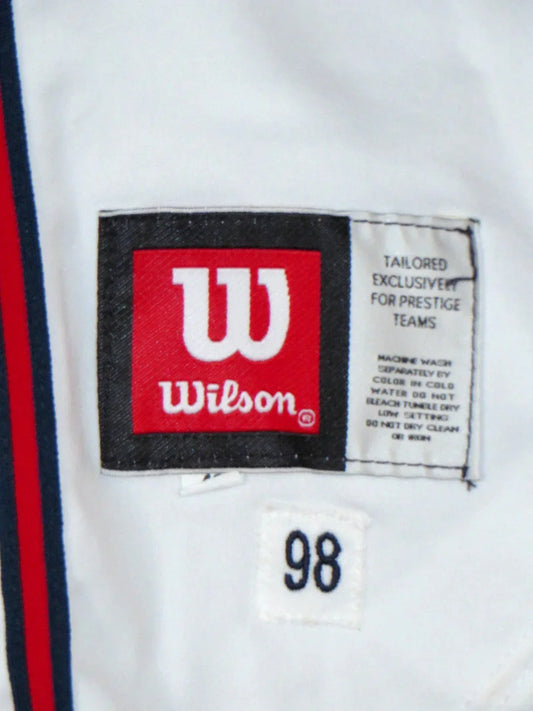 W
Wilson®
TAILORED
EXCLUSIVELY
FOR PRESTIGE
TEAMS
MACHINE WASH
SEPARATELY BY
COLOR IN COLD
WATER DO NOT
BLEACH TUMBLE DRY
LOW SETTING
DO NOT DRY CLEAN
OR IRON
98